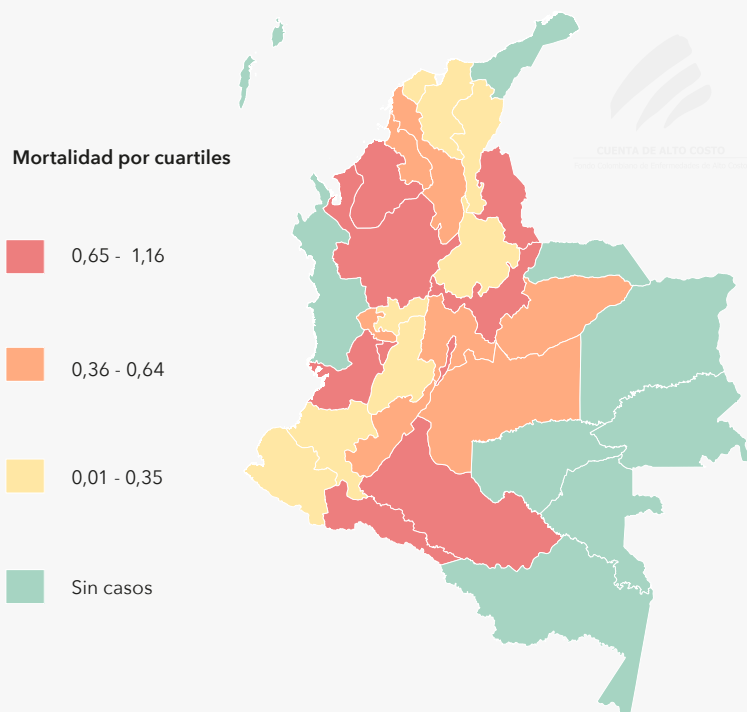 CUENTA DE ALTO COSTO
Mortalidad por cuartiles
0,65 - 1,16
0,36 - 0,64
0,01 - 0,35
Sin casos